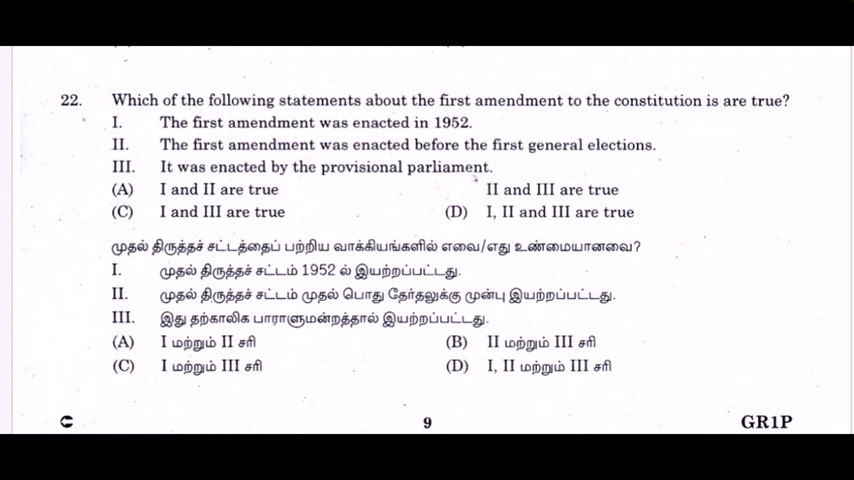 22. Which of the following statements about the first amendment to the constitution is are true?
I. The first amendment was enacted in 1952.
II. The first amendment was enacted before the first general elections.
III. It was enacted by the provisional parliament.
(A) I and II are true II and III are true
(C) I and III are true (D) I, II and III are true
முதல் திருத்தச் சட்டத்தைப் பற்றிய வாக்கியங்களில் எவை/எது உண்மையானவை?
I. முதல் திருத்தச் சட்டம் 1952 ல் இயற்றப்பட்டது.
II. முதல் திருத்தச் சட்டம் முதல் பொது தேர்தலுக்கு முன்பு இயற்றப்பட்டது.
III. இது தற்காலிக பாராளுமன்றத்தால் இயற்றப்பட்டது.
(A) I மற்றும் II சரி (B) II மற்றும் III சரி
(C) I மற்றும் III சரி (D) I, II மற்றும் III சரி
9 GR1P